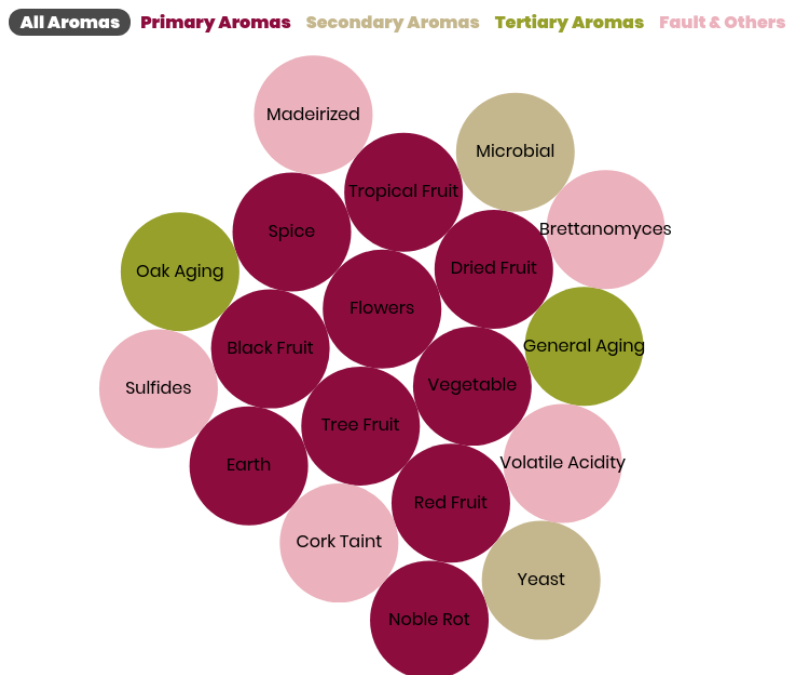 All Aromas Primary Aromas Secondary Aromas Tertiary Aromas Fault & Others
Madeirized
Microbial
Tropical Fruit
Spice
Brettanomyces
Oak Aging
Dried Fruit
Flowers
Black Fruit
General Aging
Sulfides
Vegetable
Tree Fruit
Earth
Volatile Acidity
Red Fruit
Cork Taint
Yeast
Noble Rot